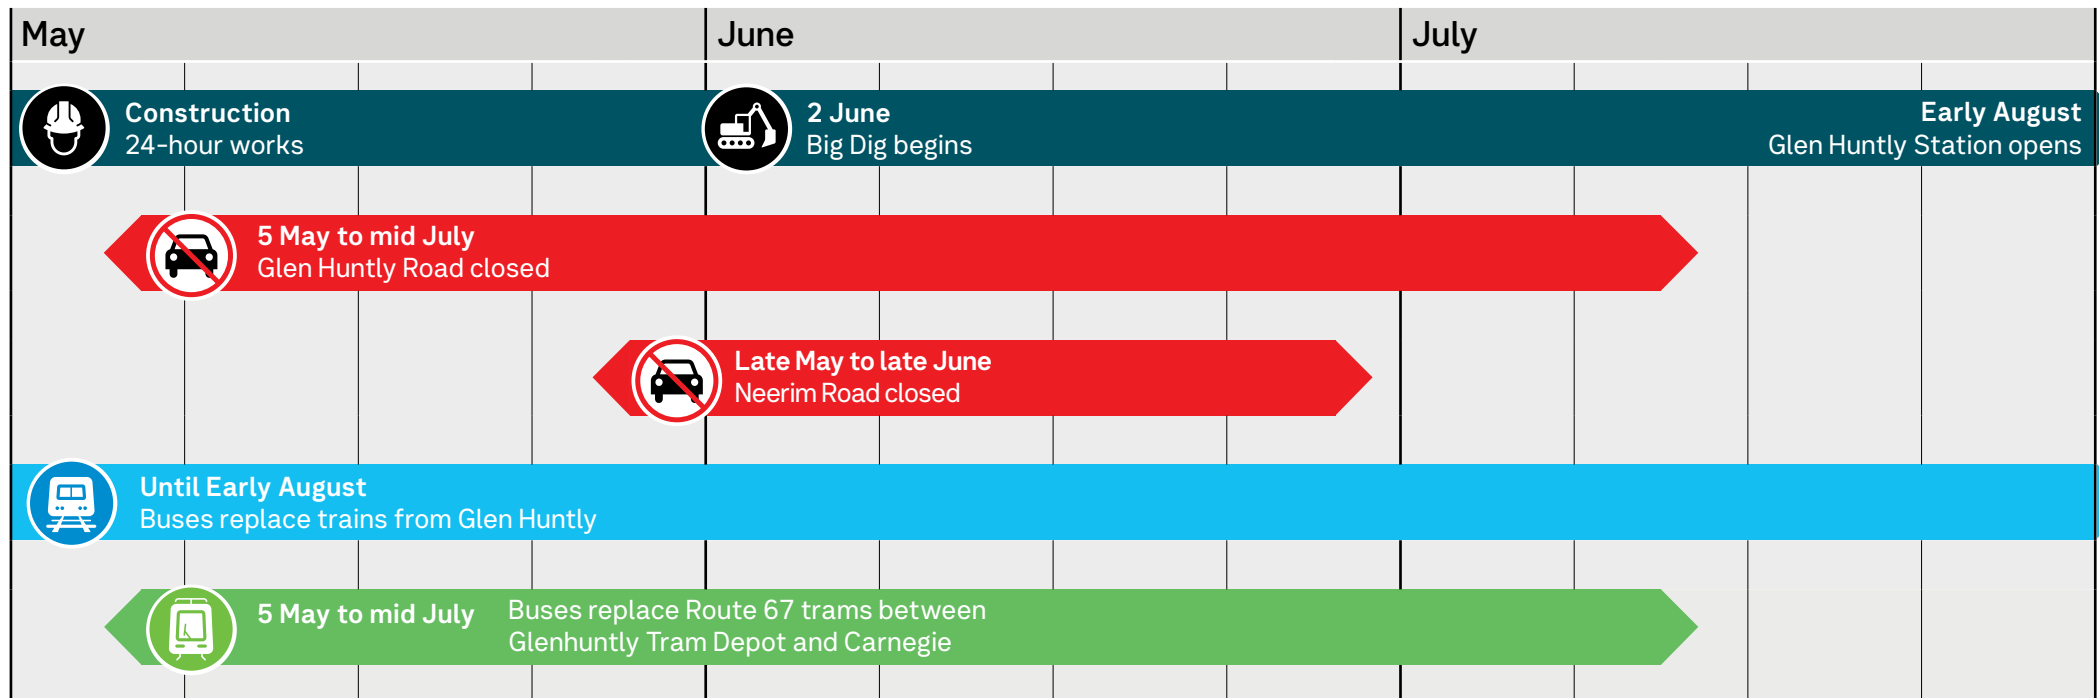 May
June
July
Construction
24-hour works
2 June
Big Dig begins
Early August
Glen Huntly Station opens
5 May to mid July
Glen Huntly Road closed
Late May to late June
Neerim Road closed
Until Early August
Buses replace trains from Glen Huntly
5 May to mid July
Buses replace Route 67 trams between
Glenhuntly Tram Depot and Carnegie